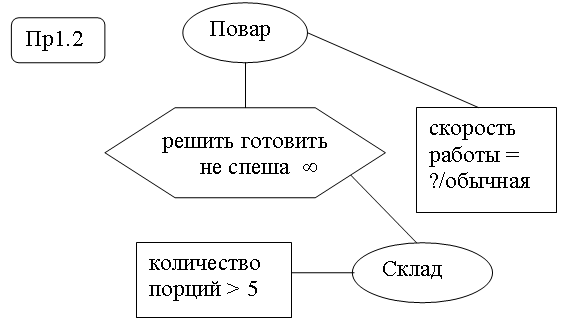 Пр1.2
Повар
решить готовить
не спеша ∞
скорость
работы =
?/обычная
количество
порций > 5
Склад